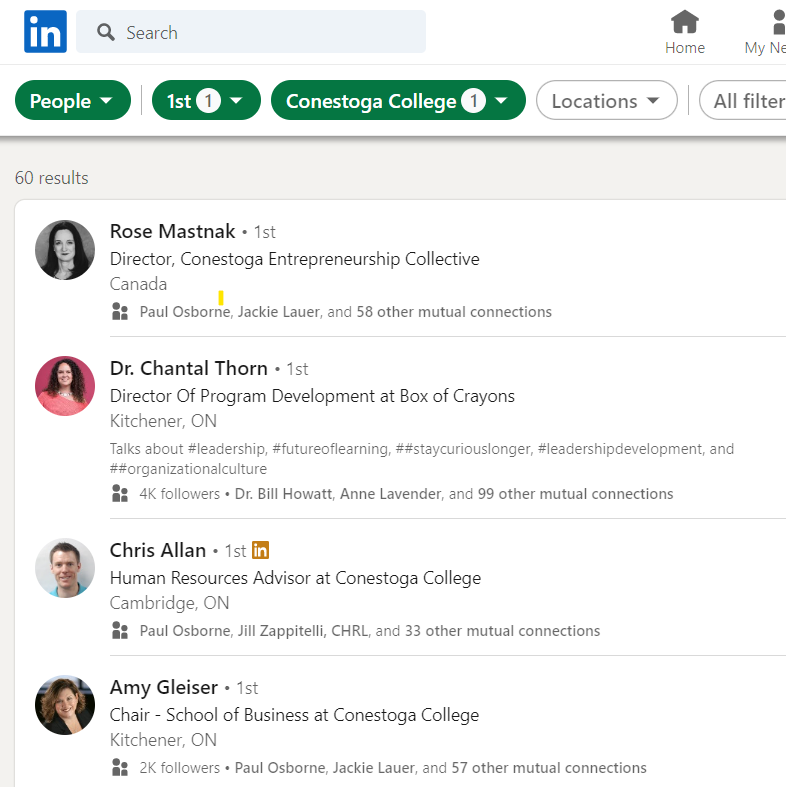 in Search Home My Ne
People 1st 1 Conestoga College 1 Locations All filter
60 results
Rose Mastnak • 1st
Director, Conestoga Entrepreneurship Collective
Canada
Paul Osborne, Jackie Lauer, and 58 other mutual connections
Dr. Chantal Thorn • 1st
Director Of Program Development at Box of Crayons
Kitchener, ON
Talks about #leadership, #futureoflearning, ##staycuriouslonger, #leadershipdevelopment, and
##organizationalculture
4K followers • Dr. Bill Howatt, Anne Lavender, and 99 other mutual connections
Chris Allan • 1st in
Human Resources Advisor at Conestoga College
Cambridge, ON
Paul Osborne, Jill Zappitelli, CHRL, and 33 other mutual connections
Amy Gleiser • 1st
Chair - School of Business at Conestoga College
Kitchener, ON
2K followers • Paul Osborne, Jackie Lauer, and 57 other mutual connections